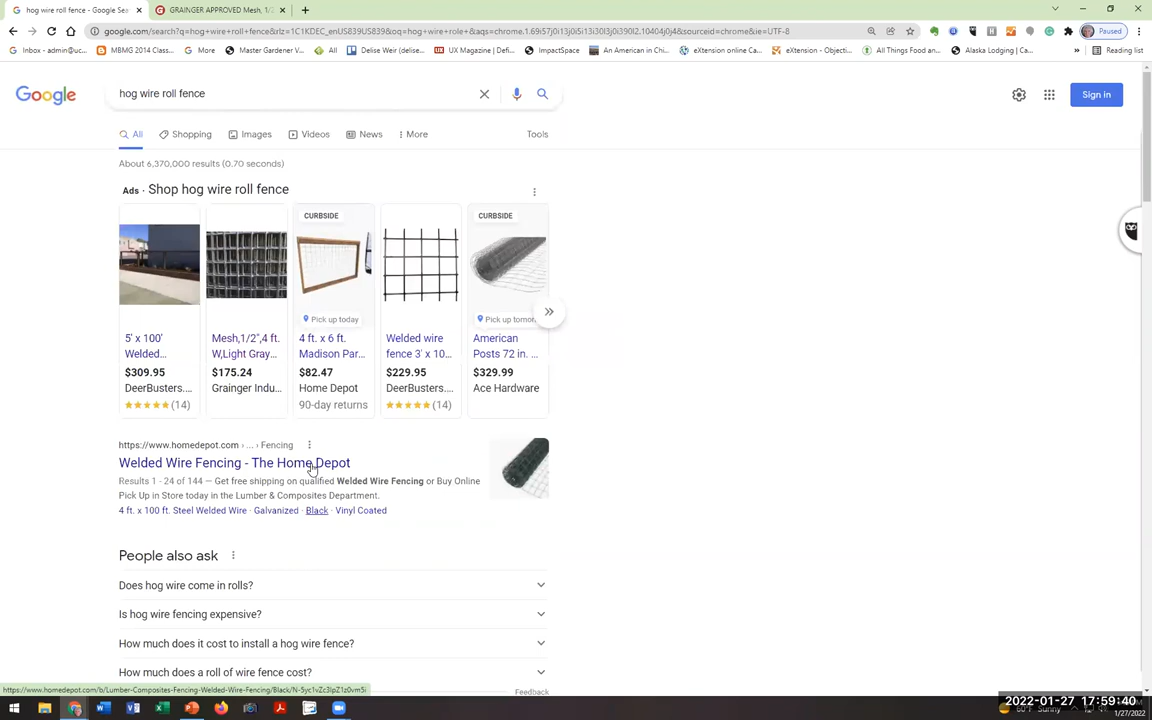 hog wire roll fence - Google Sea
GRAINGER APPROVED Mesh, 1/2
google.com/search?q=hog+wire+roll+fence&rlz=1C1KDEC_enUS839US839&oq=hog+wire+role+&aqs=chrome.1.69i57j0i13j0i5i13i30l3j0i390l2.10404j0j4&sourceid=chrome&ie=UTF-8
Paused
Inbox - admin@uc...
MBMG 2014 Class...
More
Master Gardener V...
All
Delise Weir (delise...
UX Magazine | Defi...
ImpactSpace
An American in Chi...
eXtension online Ca...
eXtension - Objecti...
All Things Food and...
Alaska Lodging | Ca...
»
Reading list
Google
hog wire roll fence
Sign in
All
Shopping
Images
Videos
News
More
Tools
About 6,370,000 results (0.70 seconds)
Ads · Shop hog wire roll fence
5' x 100'
Welded...
$309.95
DeerBusters....
(14)
Mesh,1/2",4 ft.
W,Light Gray...
$175.24
Grainger Indu...
CURBSIDE
Pick up today
4 ft. x 6 ft.
Madison Par...
$82.47
Home Depot
90-day returns
Welded wire
fence 3' x 10...
$229.95
DeerBusters....
(14)
CURBSIDE
Pick up tomorr
American
Posts 72 in. ...
$329.99
Ace Hardware
https://www.homedepot.com › ... › Fencing
Welded Wire Fencing - The Home Depot
Results 1 - 24 of 144 — Get free shipping on qualified Welded Wire Fencing or Buy Online
Pick Up in Store today in the Lumber & Composites Department.
4 ft. x 100 ft. Steel Welded Wire · Galvanized · Black · Vinyl Coated
People also ask
Does hog wire come in rolls?
Is hog wire fencing expensive?
How much does it cost to install a hog wire fence?
How much does a roll of wire fence cost?
Feedback
https://www.homedepot.com/b/Lumber-Composites-Fencing-Welded-Wire-Fencing/Black/N-5yc1vZc3lpZ1z0vm5i
2022-01-27 17:59:40
1/27/2022